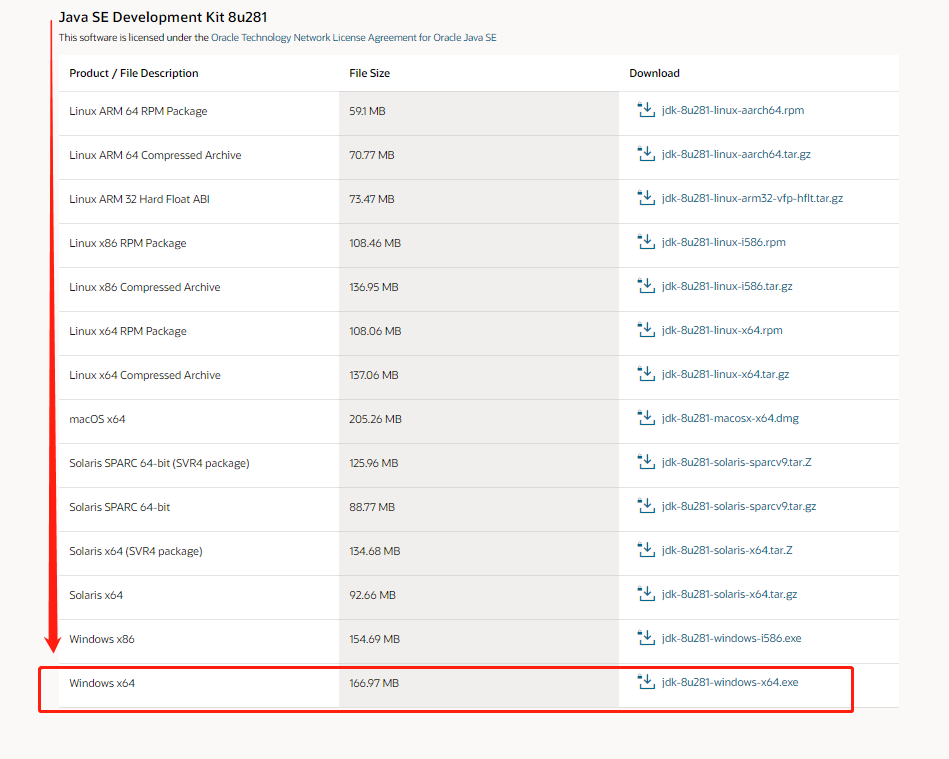 Java SE Development Kit 8u281
This software is licensed under the Oracle Technology Network License Agreement for Oracle Java SE
Product / File Description File Size Download
Linux ARM 64 RPM Package 59.1 MB jdk-8u281-linux-aarch64.rpm
Linux ARM 64 Compressed Archive 70.77 MB jdk-8u281-linux-aarch64.tar.gz
Linux ARM 32 Hard Float ABI 73.47 MB jdk-8u281-linux-arm32-vfp-hflt.tar.gz
Linux x86 RPM Package 108.46 MB jdk-8u281-linux-i586.rpm
Linux x86 Compressed Archive 136.95 MB jdk-8u281-linux-i586.tar.gz
Linux x64 RPM Package 108.06 MB jdk-8u281-linux-x64.rpm
Linux x64 Compressed Archive 137.06 MB jdk-8u281-linux-x64.tar.gz
macOS x64 205.26 MB jdk-8u281-macosx-x64.dmg
Solaris SPARC 64-bit (SVR4 package) 125.96 MB jdk-8u281-solaris-sparcv9.tar.Z
Solaris SPARC 64-bit 88.77 MB jdk-8u281-solaris-sparcv9.tar.gz
Solaris x64 (SVR4 package) 134.68 MB jdk-8u281-solaris-x64.tar.Z
Solaris x64 92.66 MB jdk-8u281-solaris-x64.tar.gz
Windows x86 154.69 MB jdk-8u281-windows-i586.exe
Windows x64 166.97 MB jdk-8u281-windows-x64.exe